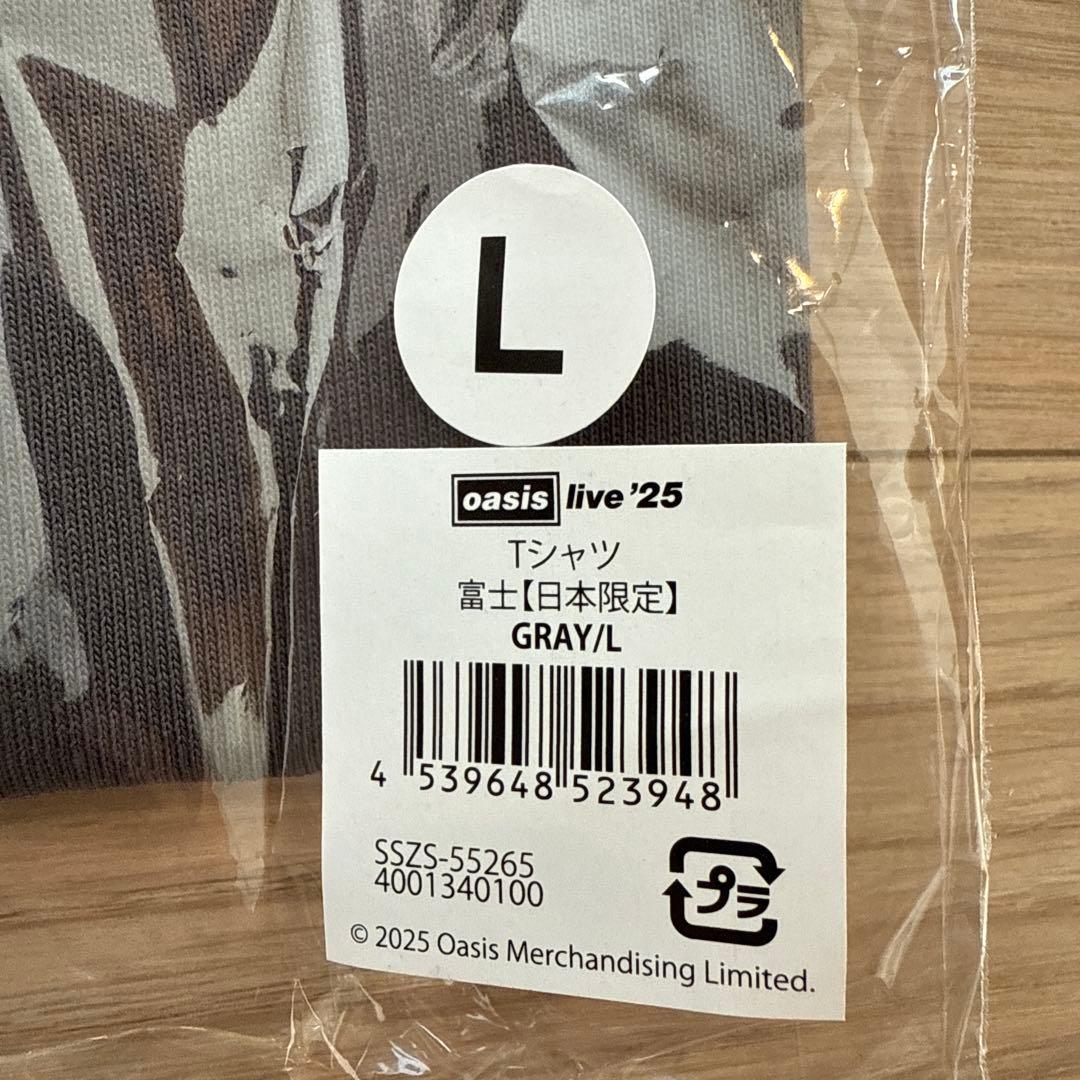 L
oasis live ’25
Tシャツ
富士【日本限定】
GRAY/L
4 539648 523948
SSZS-55265
4001340100
プラ
© 2025 Oasis Merchandising Limited.